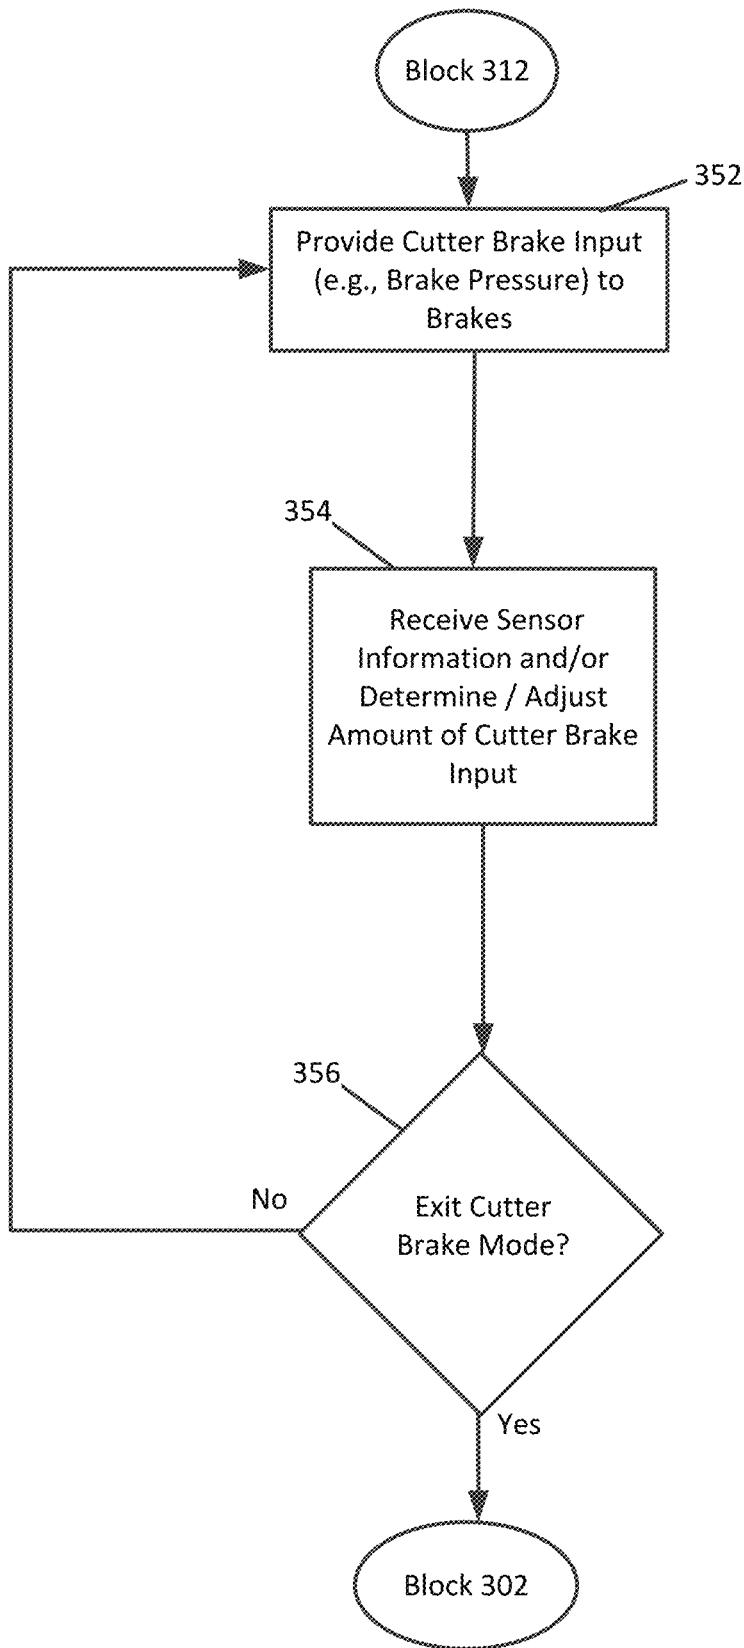 Block 312
352
Provide Cutter Brake Input
(e.g., Brake Pressure) to
Brakes
354
Receive Sensor
Information and/or
Determine / Adjust
Amount of Cutter Brake
Input
356
No
Exit Cutter
Brake Mode?
Yes
Block 302